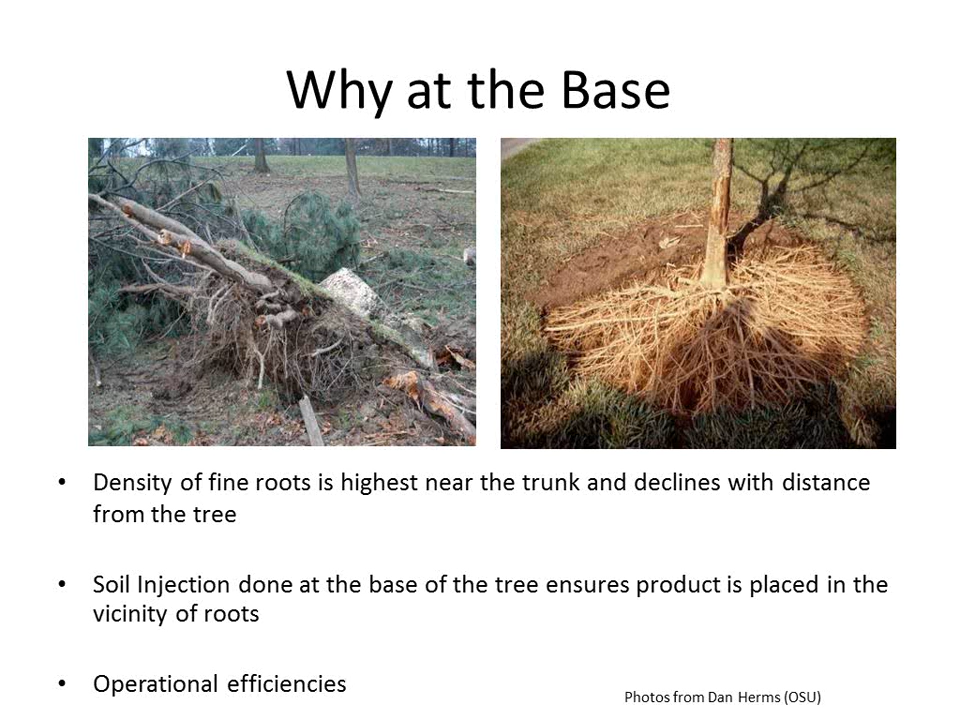 Why at the Base
• Density of fine roots is highest near the trunk and declines with distance
from the tree
• Soil Injection done at the base of the tree ensures product is placed in the
vicinity of roots
• Operational efficiencies
Photos from Dan Herms (OSU)